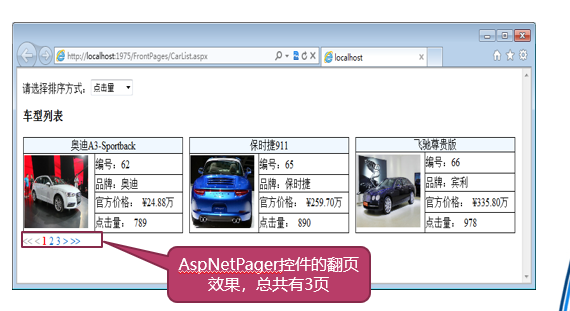 http://localhost:1975/FrontPages/CarList.aspx
localhost
请选择排序方式： 点击量
车型列表
奥迪A3-Sportback
编号：62
品牌：奥迪
官方价格： ¥24.88万
点击量： 789
保时捷911
编号：65
品牌：保时捷
官方价格： ¥259.70万
点击量： 890
飞驰尊贵版
编号：66
品牌：宾利
官方价格： ¥335.80万
点击量： 978
<< < 1 2 3 > >>
AspNetPager控件的翻页
效果，总共有3页